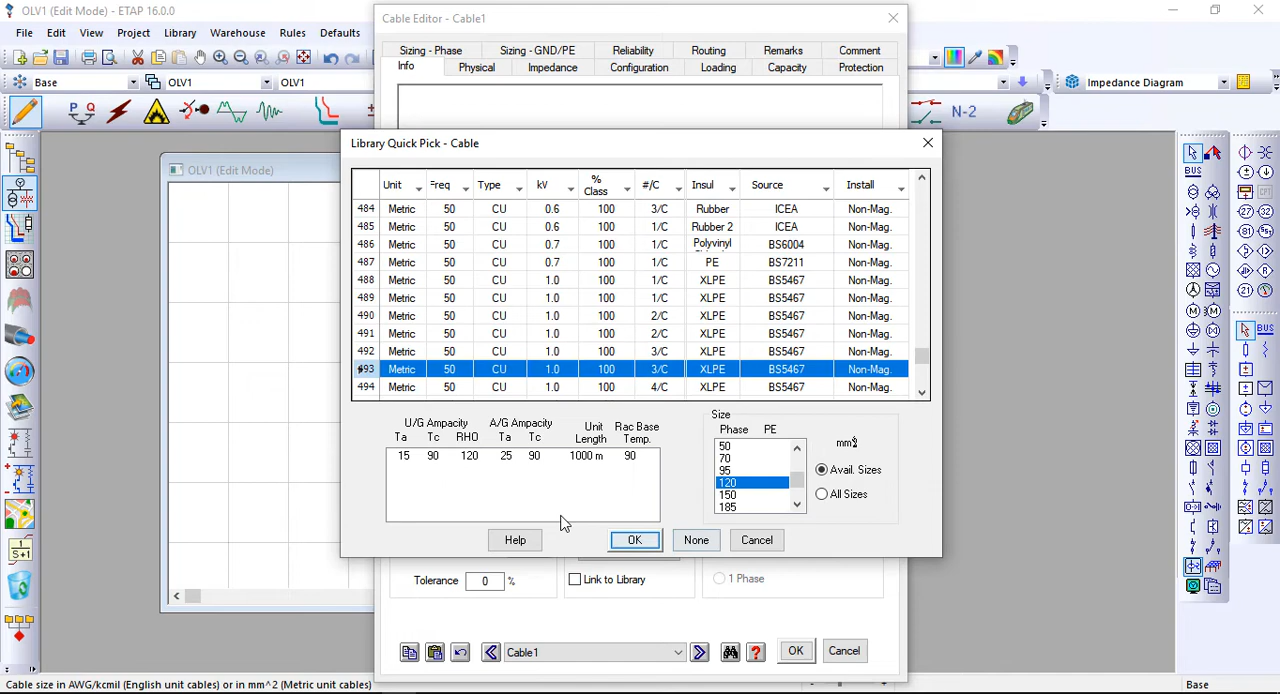 OLV1 (Edit Mode) - ETAP 16.0.0
File Edit View Project Library Warehouse Rules Defaults
Base OLV1 OLV1
Impedance Diagram
N-2
OLV1 (Edit Mode)
Cable Editor - Cable1
Sizing - Phase Sizing - GND/PE Reliability Routing Remarks Comment
Info Physical Impedance Configuration Loading Capacity Protection
Library Quick Pick - Cable
Unit Freq Type kV % Class #/C Insul Source Install
484 Metric 50 CU 0.6 100 3/C Rubber ICEA Non-Mag.
485 Metric 50 CU 0.6 100 1/C Rubber 2 ICEA Non-Mag.
486 Metric 50 CU 0.7 100 1/C Polyvinyl BS6004 Non-Mag.
487 Metric 50 CU 0.7 100 1/C PE BS7211 Non-Mag.
488 Metric 50 CU 1.0 100 1/C XLPE BS5467 Non-Mag.
489 Metric 50 CU 1.0 100 1/C XLPE BS5467 Non-Mag.
490 Metric 50 CU 1.0 100 2/C XLPE BS5467 Non-Mag.
491 Metric 50 CU 1.0 100 2/C XLPE BS5467 Non-Mag.
492 Metric 50 CU 1.0 100 3/C XLPE BS5467 Non-Mag.
493 Metric 50 CU 1.0 100 3/C XLPE BS5467 Non-Mag.
494 Metric 50 CU 1.0 100 4/C XLPE BS5467 Non-Mag.
U/G Ampacity A/G Ampacity Unit Length Rac Base Temp.
Ta Tc RHO Ta Tc
15 90 120 25 90 1000 m 90
Size
Phase PE
mm2
50
70
95
120
150
185
Avail. Sizes
All Sizes
Help OK None Cancel
Tolerance 0 % Link to Library 1 Phase
Cable1 OK Cancel
Cable size in AWG/kcmil (English unit cables) or in mm^2 (Metric unit cables)
Base